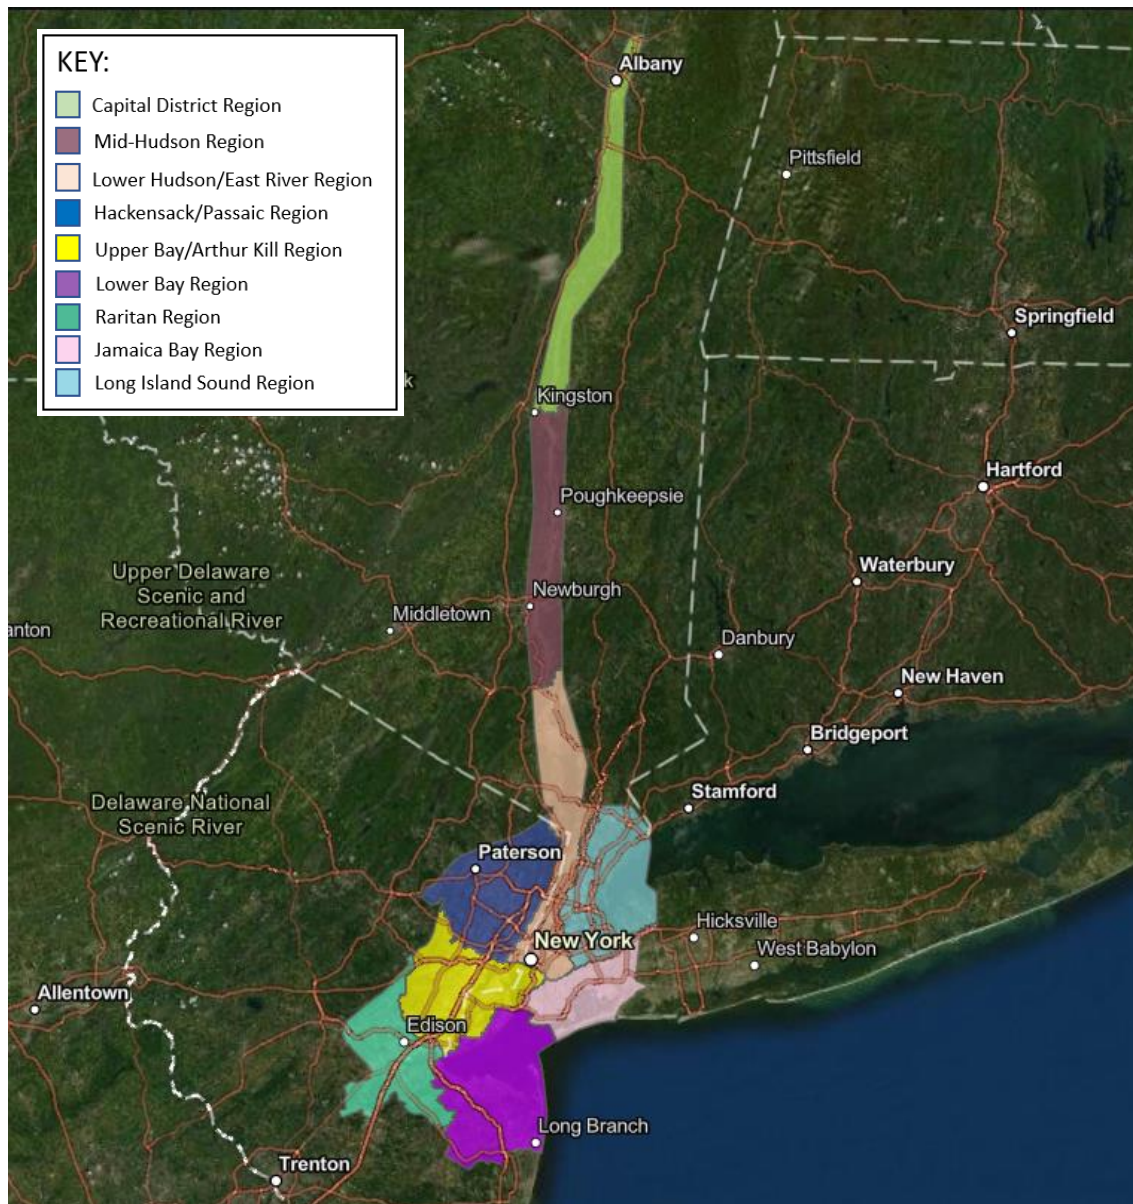 KEY:
Capital District Region
Mid-Hudson Region
Lower Hudson/East River Region
Hackensack/Passaic Region
Upper Bay/Arthur Kill Region
Lower Bay Region
Raritan Region
Jamaica Bay Region
Long Island Sound Region
Albany
Pittsfield
Springfield
k
Kingston
Hartford
Poughkeepsie
Waterbury
Upper Delaware
Scenic and
Recreational River
Newburgh
Middletown
anton
Danbury
New Haven
Bridgeport
Stamford
Delaware National
Scenic River
Paterson
Hicksville
New York
West Babylon
Allentown
Edison
Long Branch
Trenton